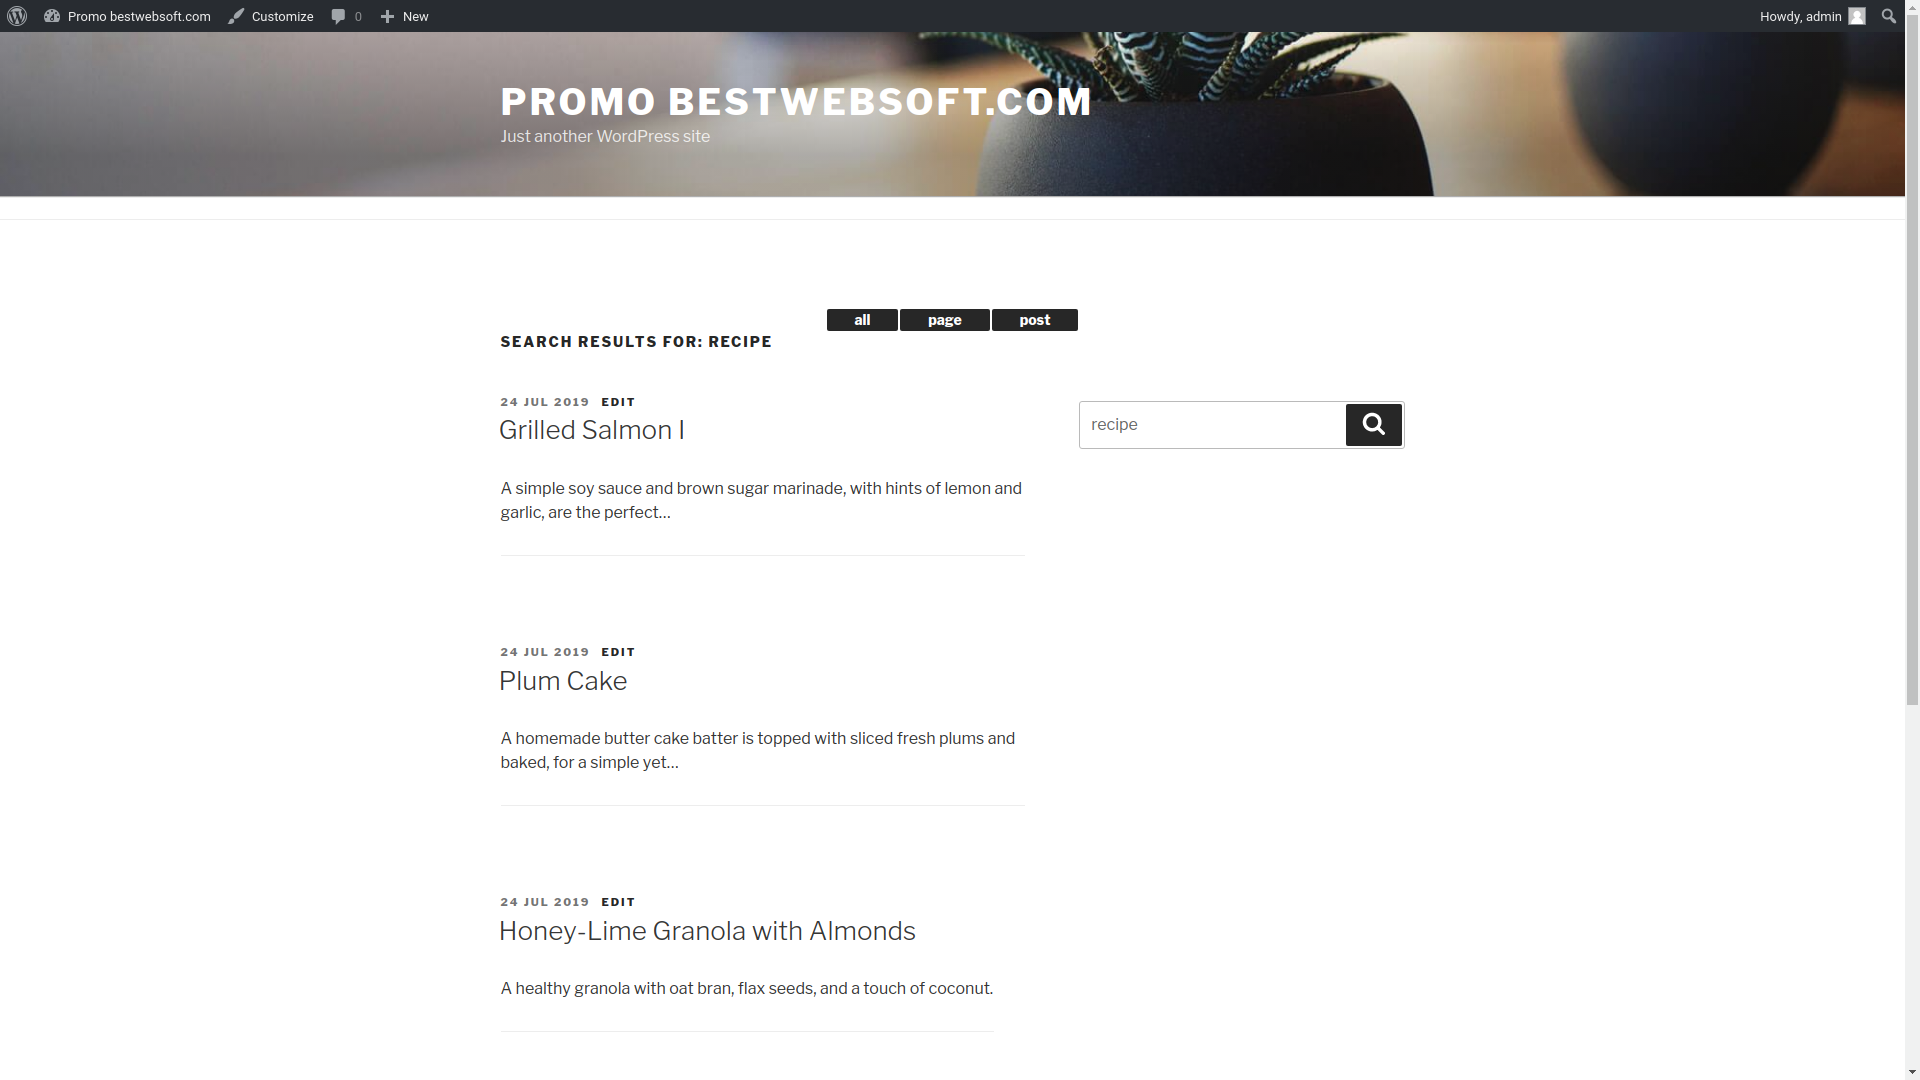 Promo bestwebsoft.com Customize 0 New Howdy, admin
PROMO BESTWEBSOFT.COM
Just another WordPress site
all page post
SEARCH RESULTS FOR: RECIPE
24 JUL 2019 EDIT
Grilled Salmon I
recipe
A simple soy sauce and brown sugar marinade, with hints of lemon and
garlic, are the perfect…
24 JUL 2019 EDIT
Plum Cake
A homemade butter cake batter is topped with sliced fresh plums and
baked, for a simple yet…
24 JUL 2019 EDIT
Honey-Lime Granola with Almonds
A healthy granola with oat bran, flax seeds, and a touch of coconut.